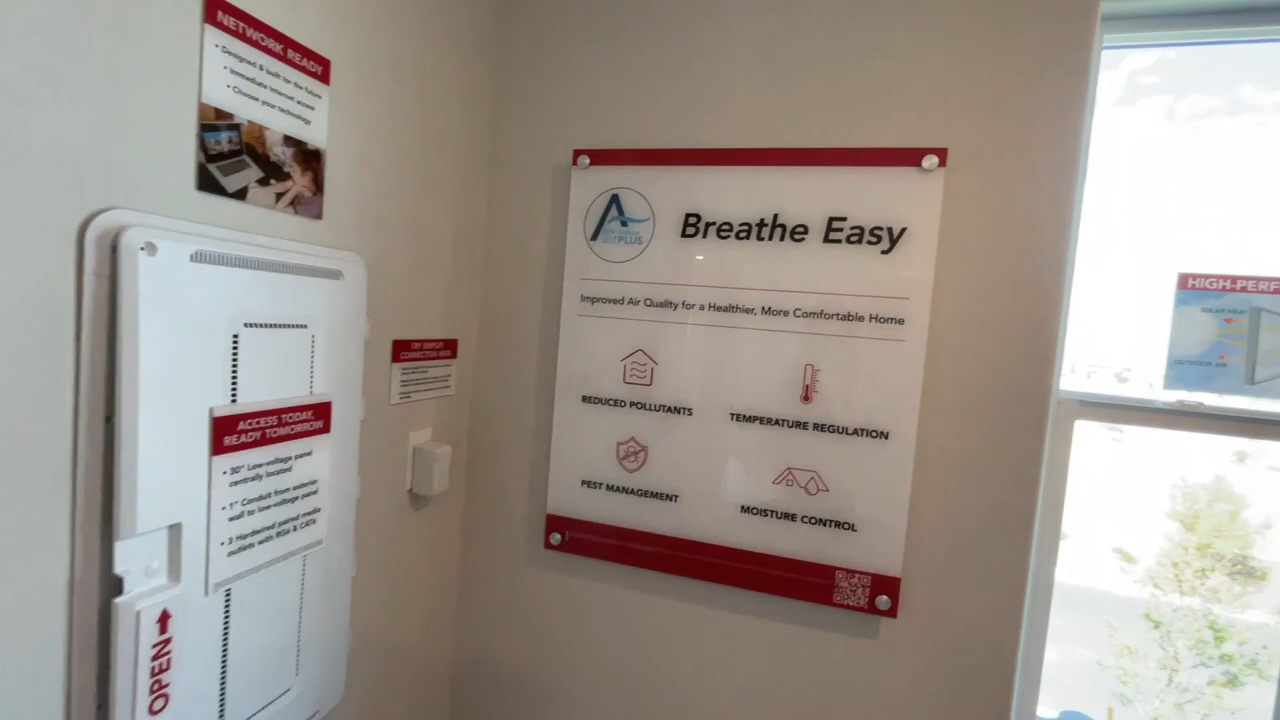 NETWORK READY
• Designed & built for the future
• Immediate Internet access
• Choose your technology
ACCESS TODAY,
READY TOMORROW
• 30" Low-voltage panel
centrally located
• 1" Conduit from exterior
wall to low-voltage panel
• 3 Hardwired paired media
outlets with RG6 & CAT6
OPEN
CONNECTION HERE
A
airPLUS
Breathe Easy
Improved Air Quality for a Healthier, More Comfortable Home
REDUCED POLLUTANTS
TEMPERATURE REGULATION
PEST MANAGEMENT
MOISTURE CONTROL
HIGH-PERF
SOLAR HEAT
OUTDOOR AIR